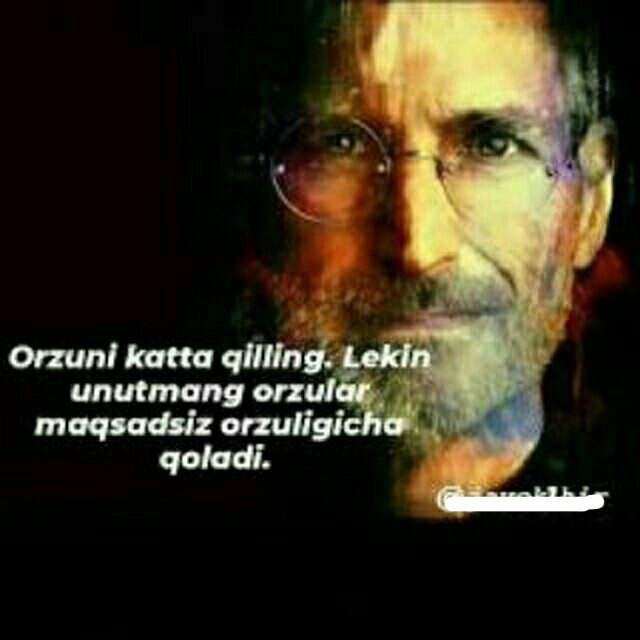 Orzuni katta qilling. Lekin
unutmang orzular
maqsadsiz orzuligicha
qoladi.